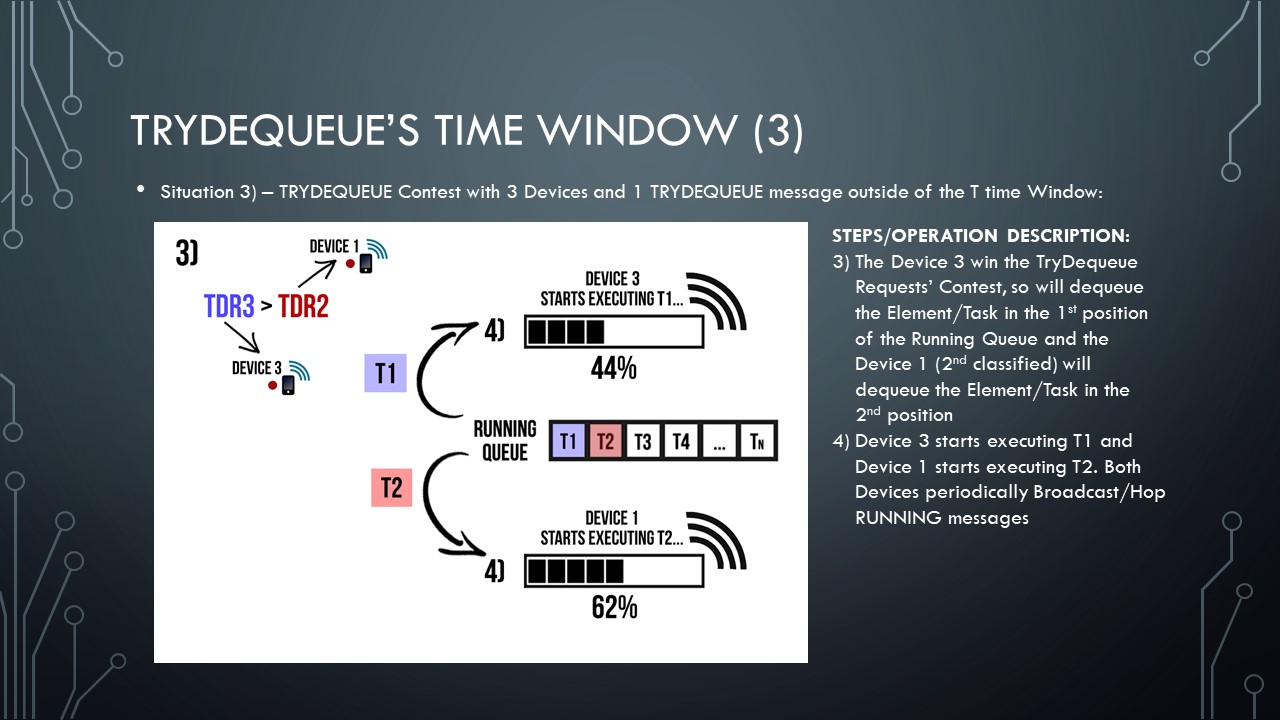 TRYDEQUEUE'S TIME WINDOW (3)
• Situation 3) – TRYDEQUEUE Contest with 3 Devices and 1 TRYDEQUEUE message outside of the T time Window:
3)
DEVICE 1
TDR3 > TDR2
DEVICE 3
DEVICE 3
STARTS EXECUTING T1...
4)
44%
T1
RUNNING
QUEUE
T1 T2 T3 T4 ... TN
T2
DEVICE 1
STARTS EXECUTING T2...
4)
62%
STEPS/OPERATION DESCRIPTION:
3) The Device 3 win the TryDequeue
Requests' Contest, so will dequeue
the Element/Task in the 1st position
of the Running Queue and the
Device 1 (2nd classified) will
dequeue the Element/Task in the
2nd position
4) Device 3 starts executing T1 and
Device 1 starts executing T2. Both
Devices periodically Broadcast/Hop
RUNNING messages